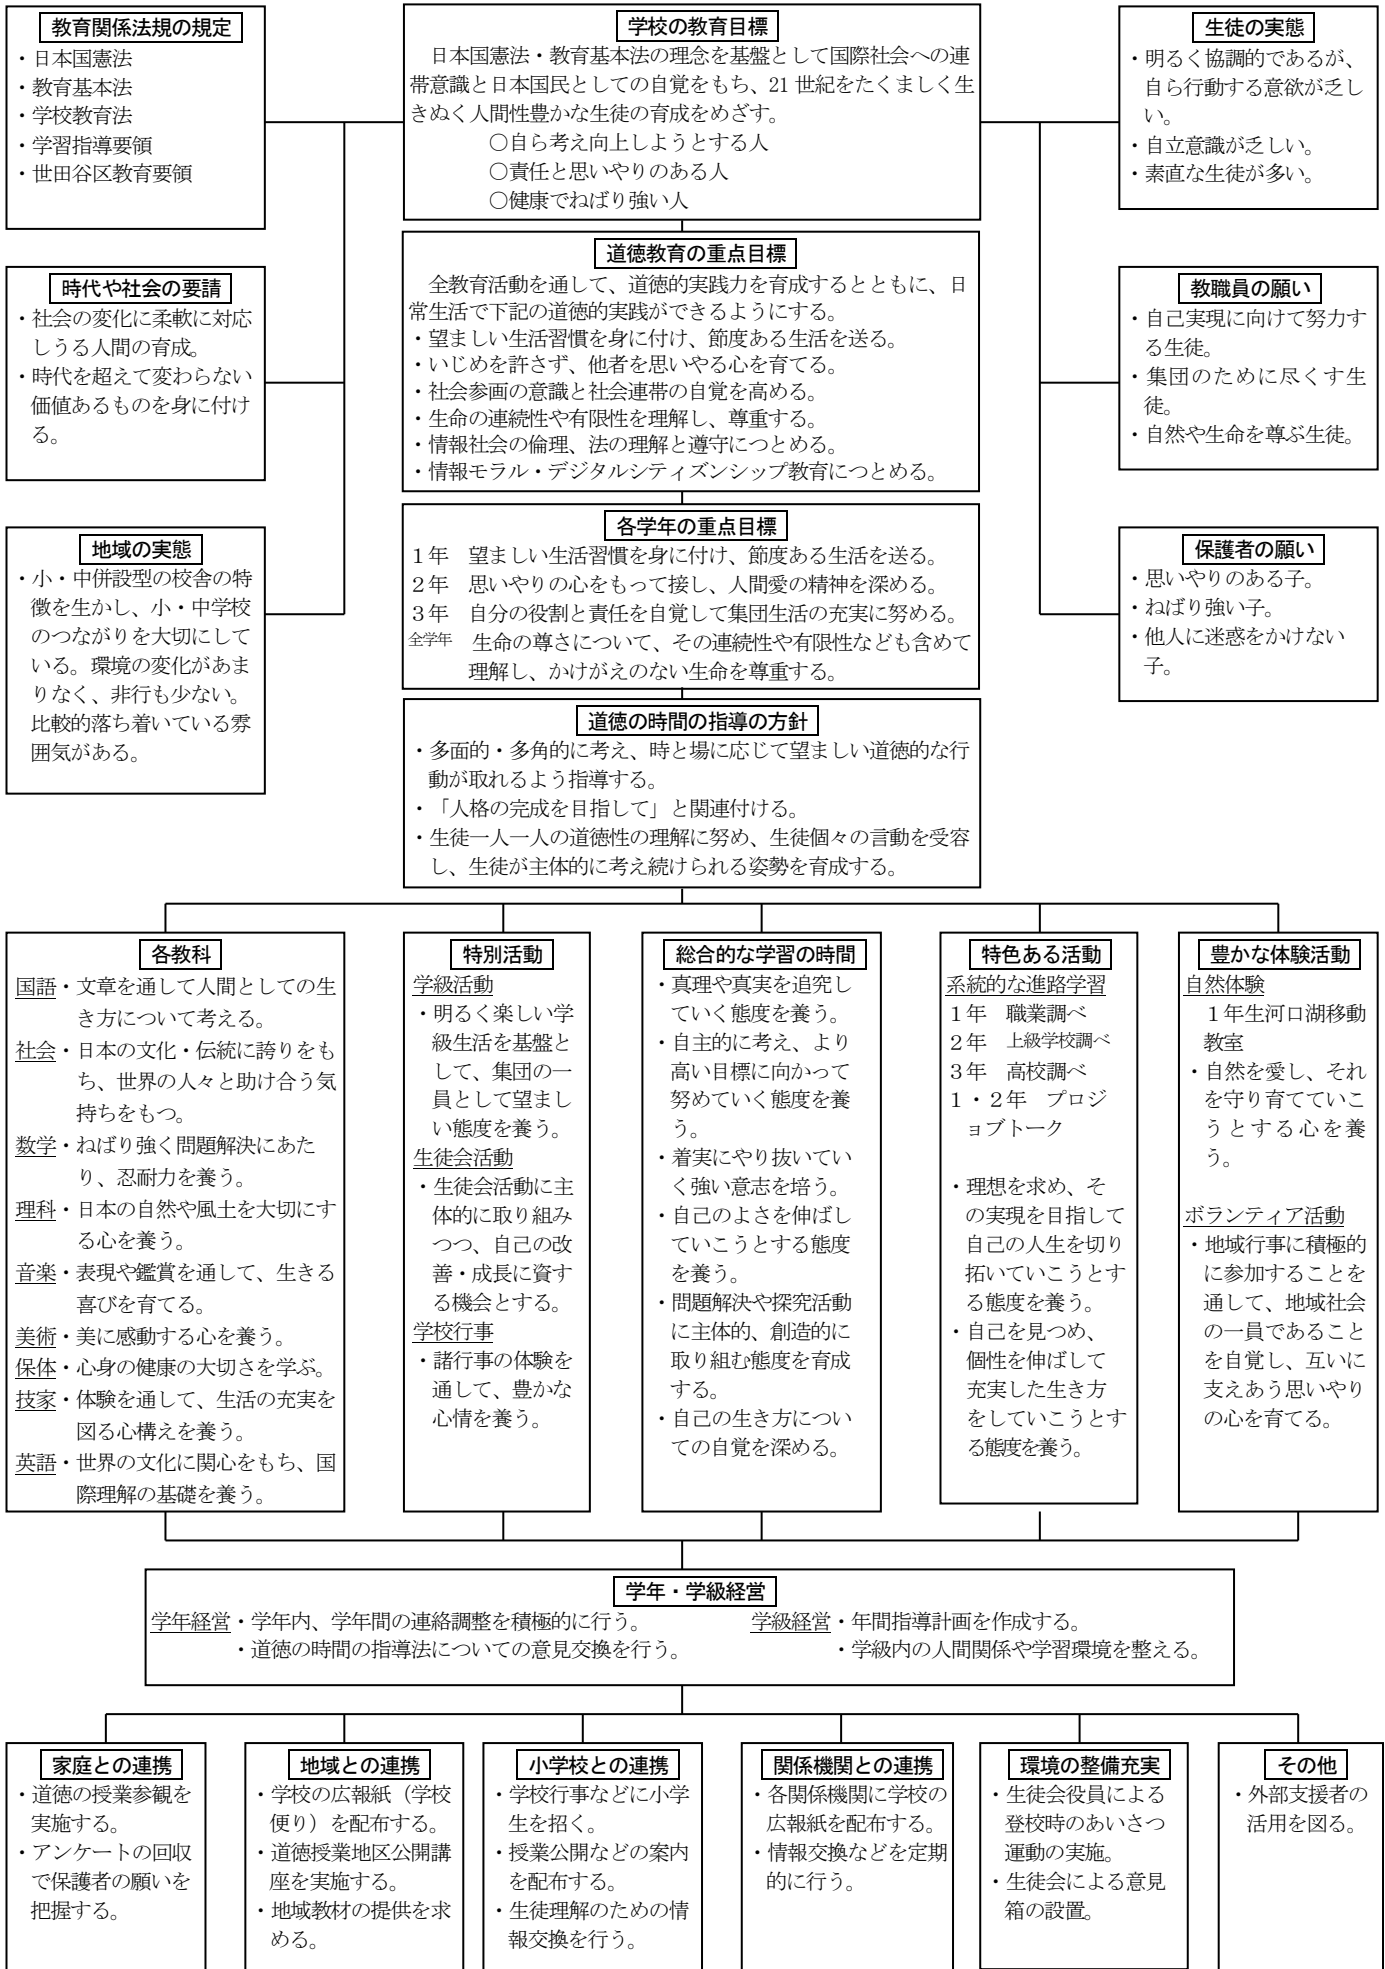 教育関係法規の規定
・日本国憲法
・教育基本法
・学校教育法
・学習指導要領
・世田谷区教育要領
学校の教育目標
日本国憲法・教育基本法の理念を基盤として国際社会への連
帯意識と日本国民としての自覚をもち、21 世紀をたくましく生
きぬく人間性豊かな生徒の育成をめざす。
○自ら考え向上しようとする人
○責任と思いやりのある人
○健康でねばり強い人
生徒の実態
・明るく協調的であるが、
自ら行動する意欲が乏し
い。
・自立意識が乏しい。
・素直な生徒が多い。
時代や社会の要請
・社会の変化に柔軟に対応
しうる人間の育成。
・時代を超えて変わらない
価値あるものを身に付け
る。
道徳教育の重点目標
全教育活動を通して、道徳的実践力を育成するとともに、日
常生活で下記の道徳的実践ができるようにする。
・望ましい生活習慣を身に付け、節度ある生活を送る。
・いじめを許さず、他者を思いやる心を育てる。
・社会参画の意識と社会連帯の自覚を高める。
・生命の連続性や有限性を理解し、尊重する。
・情報社会の倫理、法の理解と遵守につとめる。
・情報モラル・デジタルシティズンシップ教育につとめる。
教職員の願い
・自己実現に向けて努力す
る生徒。
・集団のために尽くす生
徒。
・自然や生命を尊ぶ生徒。
地域の実態
・小・中併設型の校舎の特
徴を生かし、小・中学校
のつながりを大切にして
いる。環境の変化があま
りなく、非行も少ない。
比較的落ち着いている雰
囲気がある。
各学年の重点目標
1年 望ましい生活習慣を身に付け、節度ある生活を送る。
2年 思いやりの心をもって接し、人間愛の精神を深める。
3年 自分の役割と責任を自覚して集団生活の充実に努める。
全学年 生命の尊さについて、その連続性や有限性なども含めて
理解し、かけがえのない生命を尊重する。
保護者の願い
・思いやりのある子。
・ねばり強い子。
・他人に迷惑をかけない
子。
道徳の時間の指導の方針
・多面的・多角的に考え、時と場に応じて望ましい道徳的な行
動が取れるよう指導する。
・「人格の完成を目指して」と関連付ける。
・生徒一人一人の道徳性の理解に努め、生徒個々の言動を受容
し、生徒が主体的に考え続けられる姿勢を育成する。
各教科
国語・文章を通して人間としての生
き方について考える。
社会・日本の文化・伝統に誇りをも
ち、世界の人々と助け合う気
持ちをもつ。
数学・ねばり強く問題解決にあた
り、忍耐力を養う。
理科・日本の自然や風土を大切にす
る心を養う。
音楽・表現や鑑賞を通して、生きる
喜びを育てる。
美術・美に感動する心を養う。
保体・心身の健康の大切さを学ぶ。
技家・体験を通して、生活の充実を
図る心構えを養う。
英語・世界の文化に関心をもち、国
際理解の基礎を養う。
特別活動
学級活動
・明るく楽しい学
級生活を基盤と
して、集団の一
員として望まし
い態度を養う。
生徒会活動
・生徒会活動に主
体的に取り組み
つつ、自己の改
善・成長に資す
る機会とする。
学校行事
・諸行事の体験を
通して、豊かな
心情を養う。
総合的な学習の時間
・真理や真実を追究し
ていく態度を養う。
・自主的に考え、より
高い目標に向かって
努めていく態度を養
う。
・着実にやり抜いてい
く強い意志を培う。
・自己のよさを伸ばし
ていこうとする態度
を養う。
・問題解決や探究活動
に主体的、創造的に
取り組む態度を育成
する。
・自己の生き方につい
ての自覚を深める。
特色ある活動
系統的な進路学習
1年 職業調べ
2年 上級学校調べ
3年 高校調べ
1・2年 プロジ
ョブトーク
・理想を求め、そ
の実現を目指して
自己の人生を切り
拓いていこうとす
る態度を養う。
・自己を見つめ、
個性を伸ばして
充実した生き方
をしていこうとす
る態度を養う。
豊かな体験活動
自然体験
1年生河口湖移動
教室
・自然を愛し、それ
を守り育てていこ
うとする心を養
う。
ボランティア活動
・地域行事に積極的
に参加することを
通して、地域社会
の一員であること
を自覚し、互いに
支えあう思いやり
の心を育てる。
学年・学級経営
学年経営・学年内、学年間の連絡調整を積極的に行う。
・道徳の時間の指導法についての意見交換を行う。
学級経営・年間指導計画を作成する。
・学級内の人間関係や学習環境を整える。
家庭との連携
・道徳の授業参観を
実施する。
・アンケートの回収
で保護者の願いを
把握する。
地域との連携
・学校の広報紙（学校
便り）を配布する。
・道徳授業地区公開講
座を実施する。
・地域教材の提供を求
める。
小学校との連携
・学校行事などに小学
生を招く。
・授業公開などの案内
を配布する。
・生徒理解のための情
報交換を行う。
関係機関との連携
・各関係機関に学校の
広報紙を配布する。
・情報交換などを定期
的に行う。
環境の整備充実
・生徒会役員による
登校時のあいさつ
運動の実施。
・生徒会による意見
箱の設置。
その他
・外部支援者の
活用を図る。